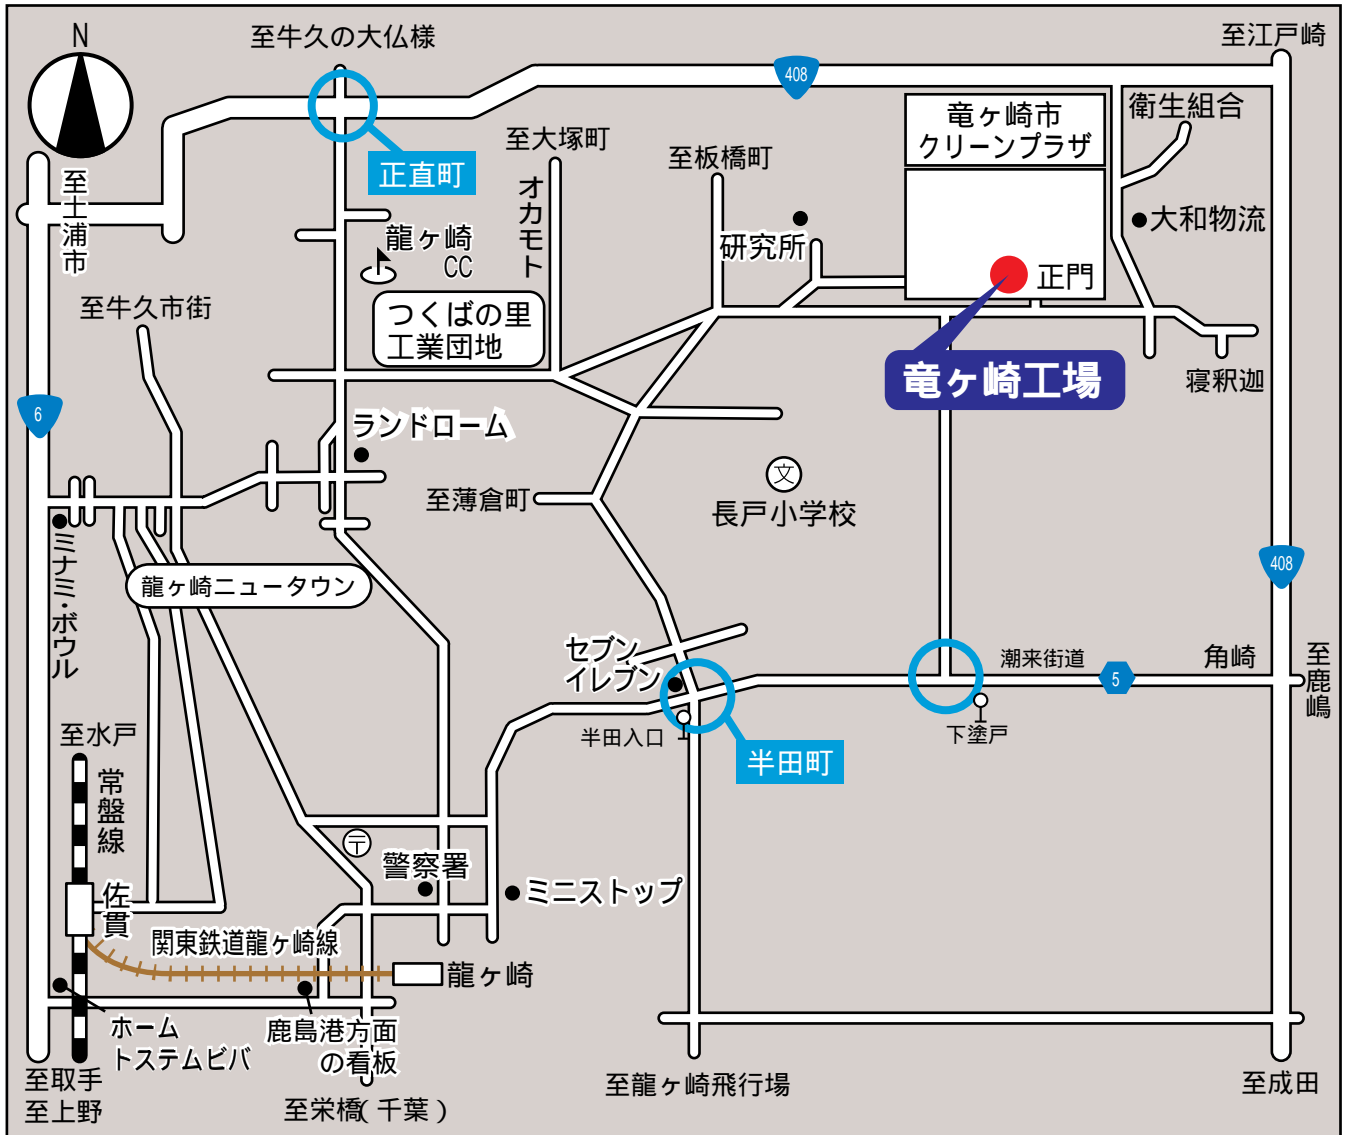 N
至牛久の大仏様
至江戸崎
408
竜ヶ崎市
クリーンプラザ
衛生組合
至大塚町
至板橋町
正直町
至土浦市
オカモト
龍ヶ崎
CC
研究所
大和物流
正門
至牛久市街
つくばの里
工業団地
竜ヶ崎工場
寝釈迦
6
ランドローム
文
至薄倉町
長戸小学校
ミナミ・ボウル
龍ヶ崎ニュータウン
408
セブン
イレブン
潮来街道
5
角崎
至鹿嶋
半田入口
下塗戸
半田町
至水戸
常盤線
〒
警察署
ミニストップ
佐貫
関東鉄道龍ヶ崎線
龍ヶ崎
ホーム
トステムビバ
鹿島港方面
の看板
至取手
至上野
至栄橋(千葉)
至龍ヶ崎飛行場
至成田